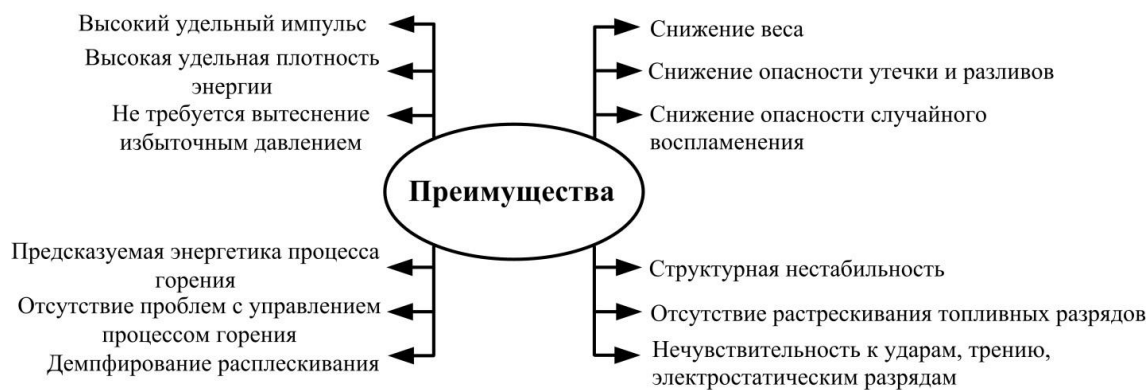 Высокий удельный импульс
Высокая удельная плотность
энергии
Не требуется вытеснение
избыточным давлением
Снижение веса
Снижение опасности утечки и разливов
Снижение опасности случайного
воспламенения
Преимущества
Предсказуемая энергетика процесса
горения
Отсутствие проблем с управлением
процессом горения
Демпфирование расплескивания
Структурная нестабильность
Отсутствие растрескивания топливных разрядов
Нечувствительность к ударам, трению,
электростатическим разрядам